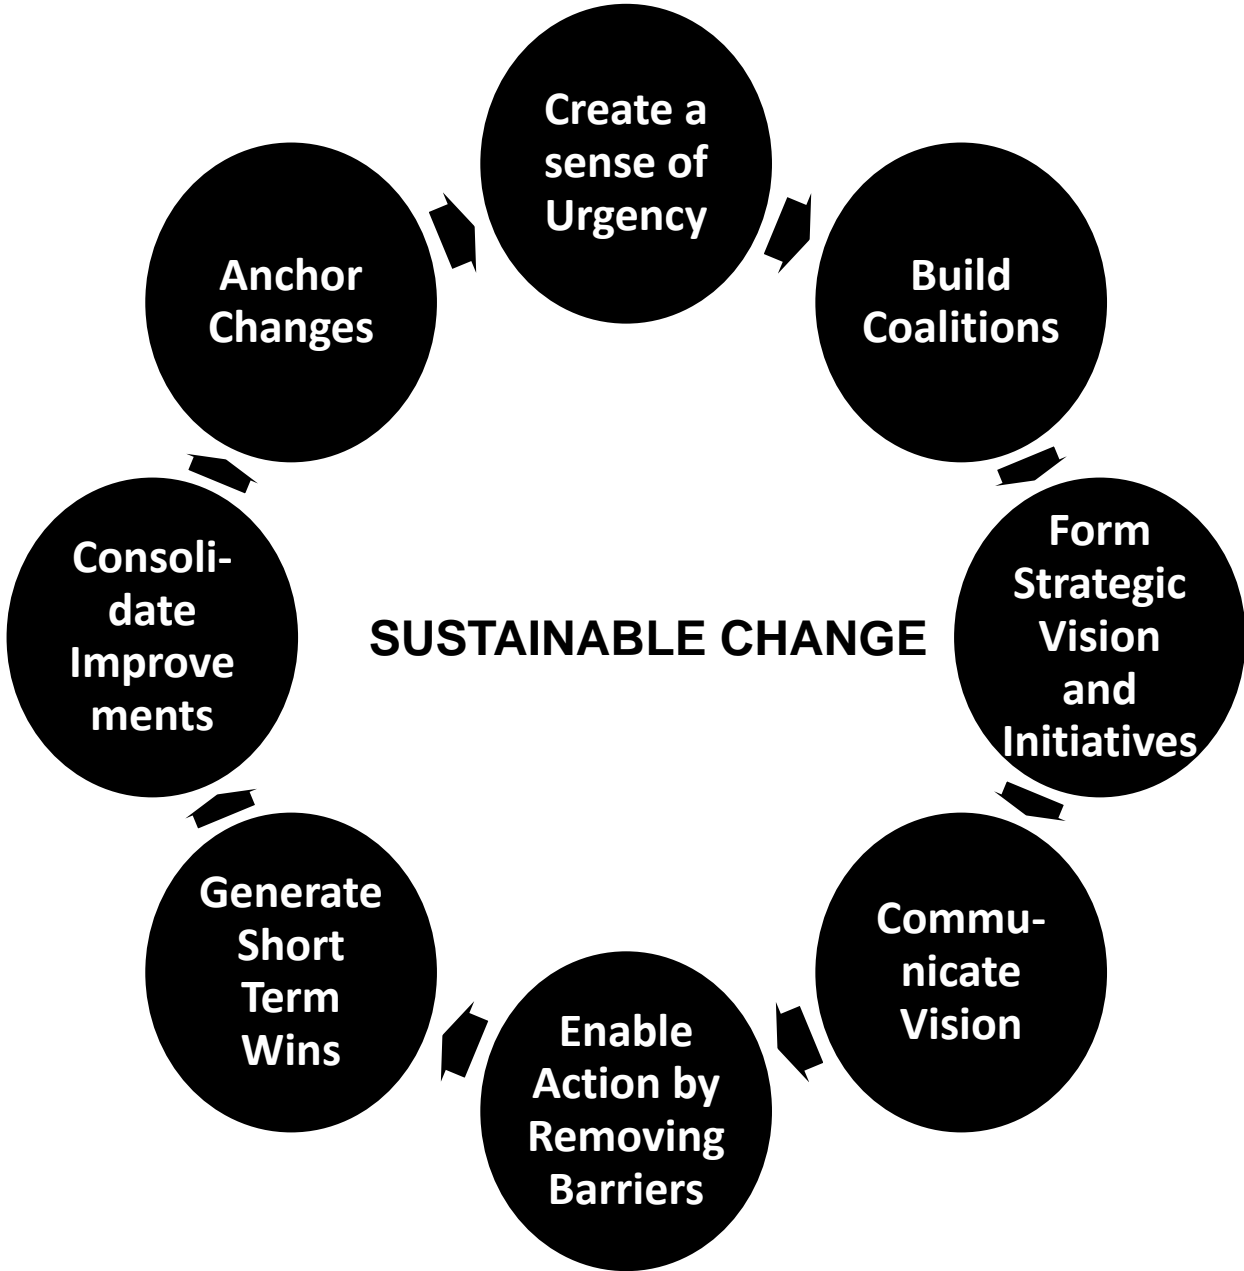 Create a
sense of
Urgency
Build
Coalitions
Form
Strategic
Vision
and
Initiatives
Commu-
nicate
Vision
Enable
Action by
Removing
Barriers
Generate
Short
Term
Wins
Consoli-
date
Improve
ments
Anchor
Changes
SUSTAINABLE CHANGE